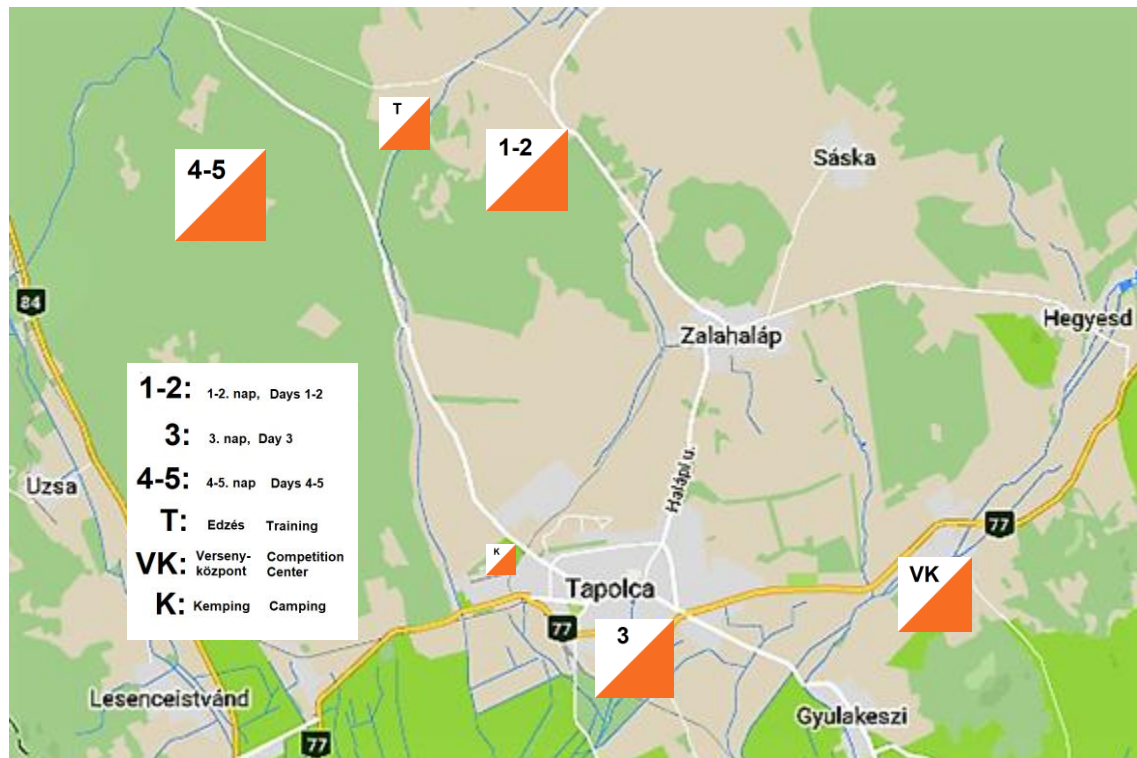 T
1-2
4-5
Sáska
84
Hegyesd
Zalahaláp
1-2: 1-2. nap, Days 1-2
3: 3. nap, Day 3
4-5: 4-5. nap Days 4-5
T: Edzés Training
VK: Verseny- Competition
központ Center
K: Kemping Camping
Uzsa
Halápi u.
77
K
Tapolca
VK
77
3
Lesenceistvánd
Gyulakeszi
77